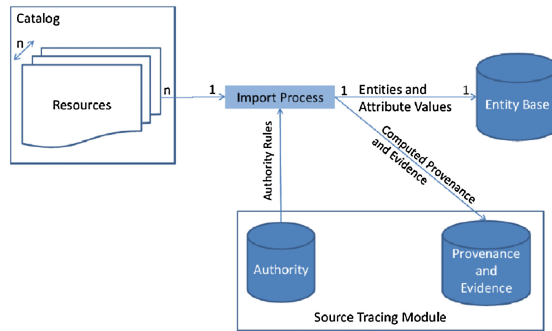 Catalog
n
Resources
n
1
Import Process
1
Entities and
Attribute Values
1
Entity Base
Authority Rules
Computed Provenance
and Evidence
Authority
Provenance
and
Evidence
Source Tracing Module